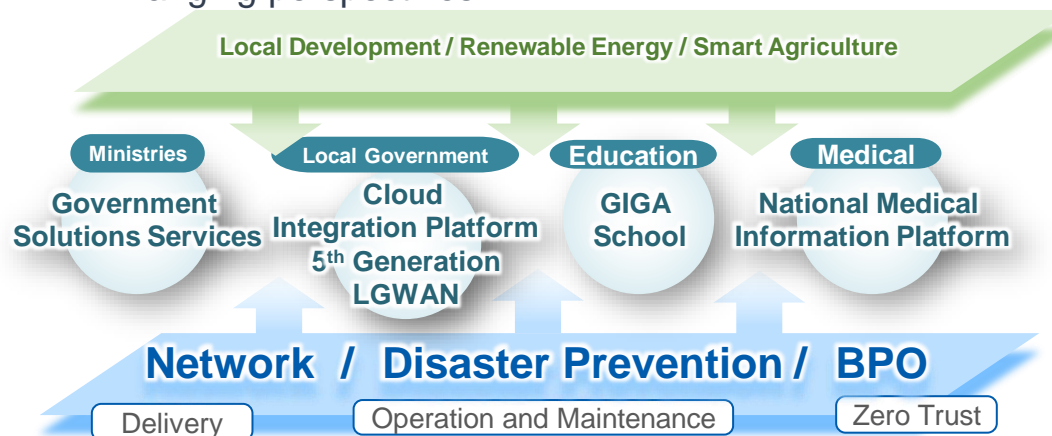 Local Development / Renewable Energy / Smart Agriculture
Ministries
Government
Solutions Services
Local Government
Cloud
Integration Platform
5th Generation
LGWAN
Education
GIGA
School
Medical
National Medical
Information Platform
Network / Disaster Prevention / BPO
Delivery
Operation and Maintenance
Zero Trust